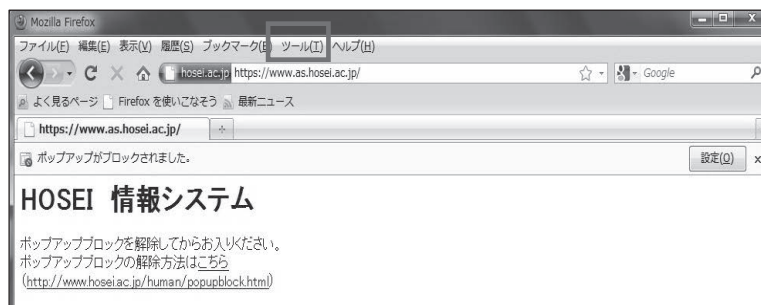 Mozilla Firefox
ファイル(F) 編集(E) 表示(V) 履歴(S) ブックマーク(B) ツール(T) ヘルプ(H)
hosei.ac.jp https://www.as.hosei.ac.jp/ Google
よく見るページ Firefox を使いこなそう 最新ニュース
https://www.as.hosei.ac.jp/
ポップアップがブロックされました。 設定(O) x
HOSEI 情報システム
ポップアップブロックを解除してからお入りください。
ポップアップブロックの解除方法はこちら
(http://www.hosei.ac.jp/human/popupblock.html)